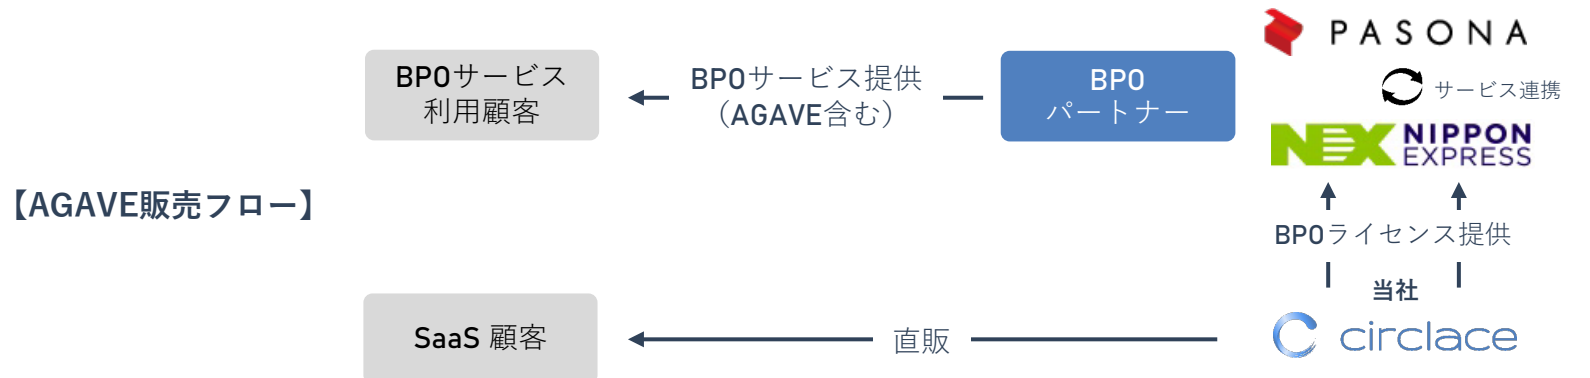 PASONA
サービス連携
NX NIPPON
EXPRESS
BPOサービス
利用顧客
BPOサービス提供
（AGAVE含む）
BPO
パートナー
【AGAVE販売フロー】
BPOライセンス提供
当社
circlace
SaaS 顧客
直販